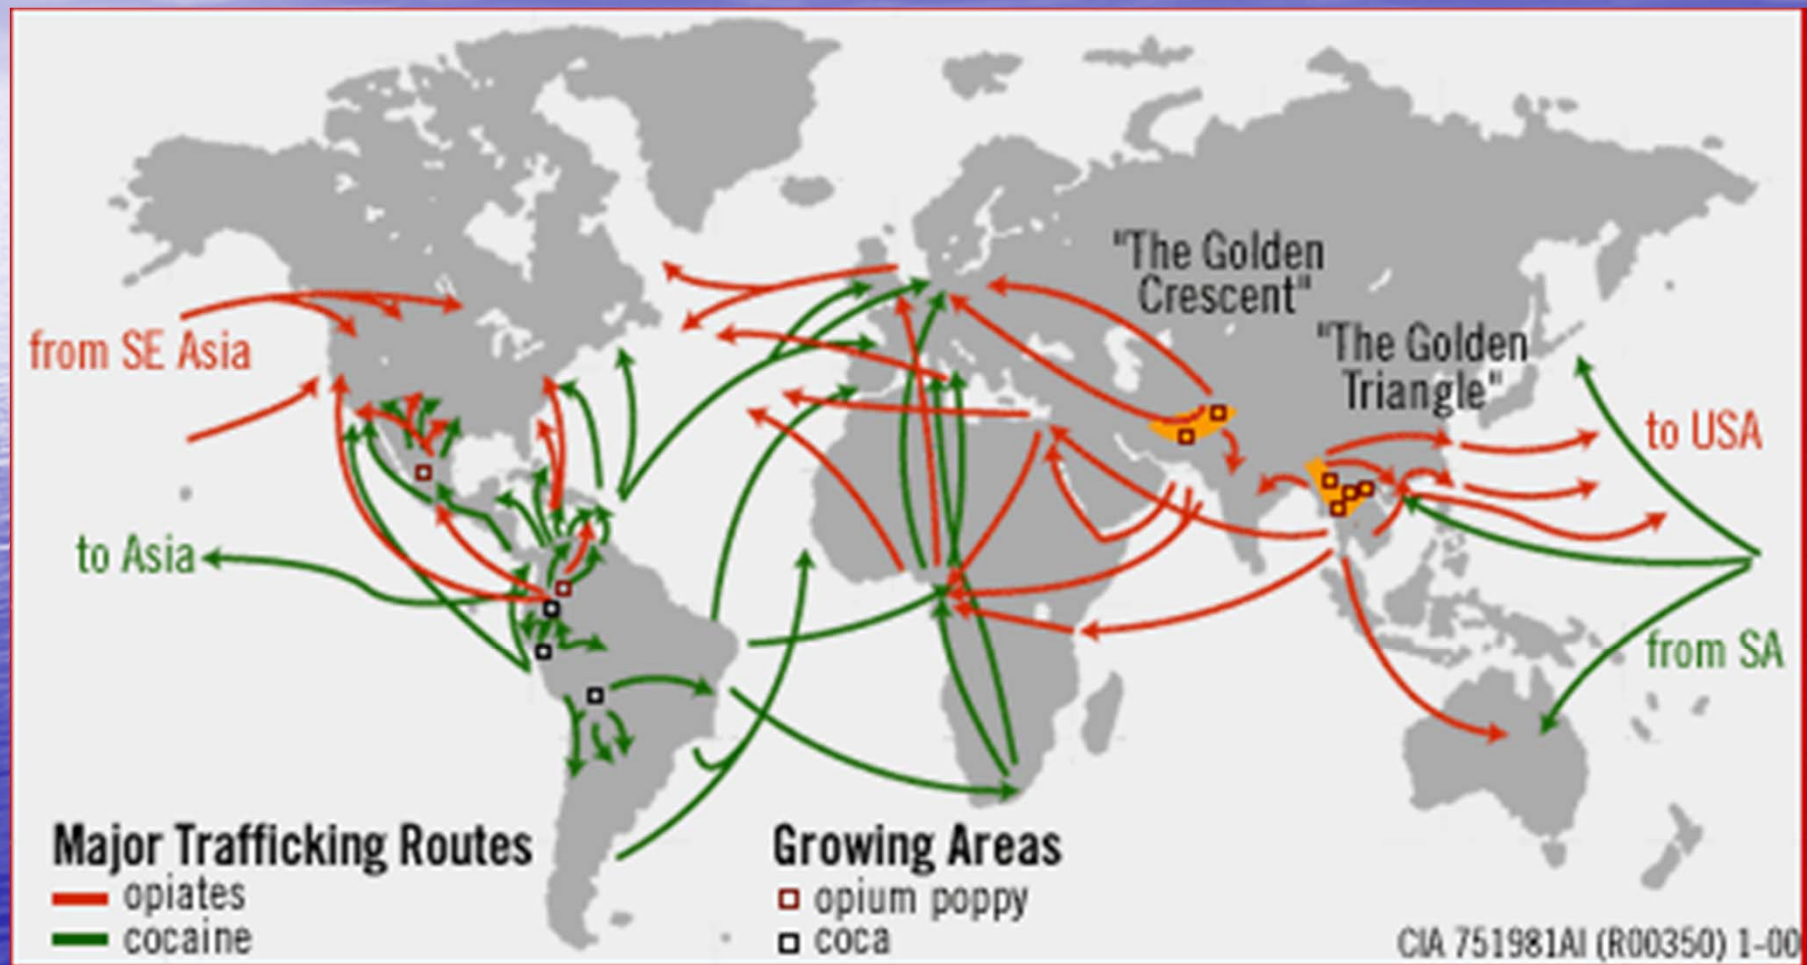 "The Golden
Crescent"
"The Golden
Triangle"
from SE Asia
to USA
to Asia
from SA
Major Trafficking Routes
opiates
cocaine
Growing Areas
opium poppy
coca
CIA 751981AI (R00350) 1-00